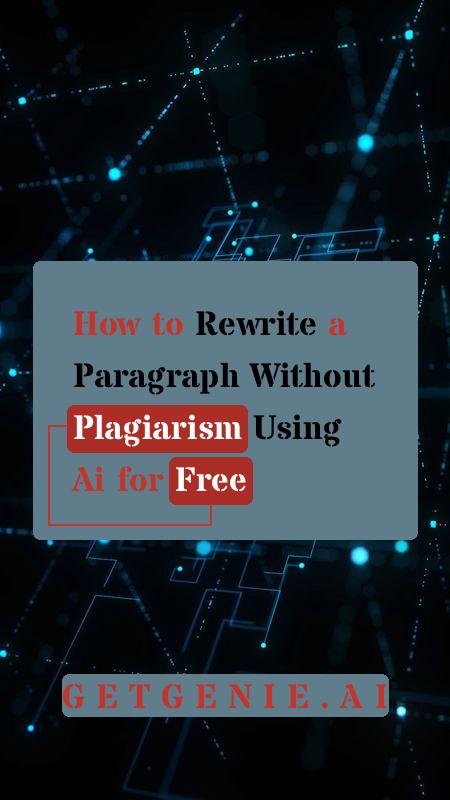 How to Rewrite a
Paragraph Without
Plagiarism Using
Ai for Free
GETGENIE.AI